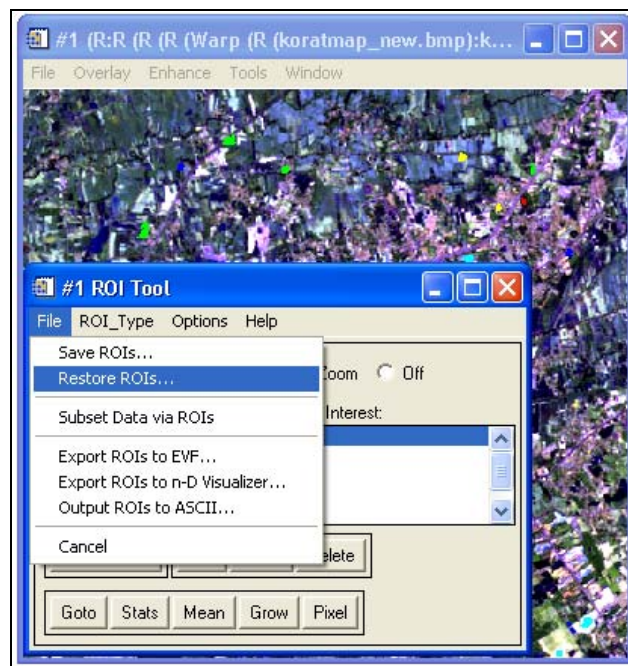 #1 (R:R (R (R (Warp (R (koratmap_new.bmp):k...
File Overlay Enhance Tools Window
#1 ROI Tool
File ROI_Type Options Help
Save ROIs...
Restore ROIs...
Off
Subset Data via ROIs
Interest:
Export ROIs to EVF...
Export ROIs to n-D Visualizer...
Output ROIs to ASCII...
Cancel
Goto Stats Mean Grow Pixel